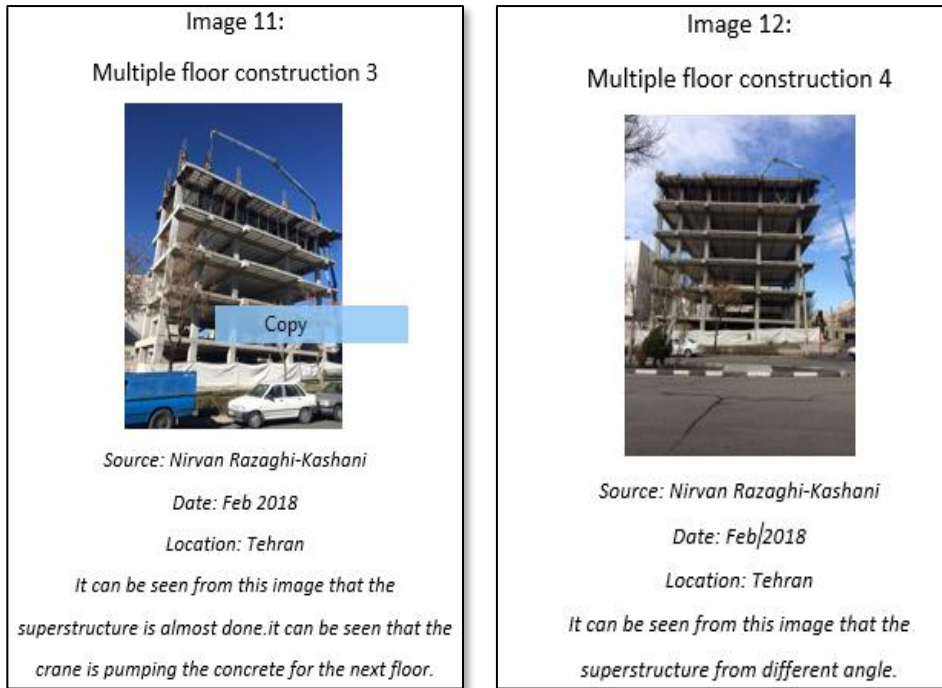 Image 11:
Multiple floor construction 3
Copy
Source: Nirvan Razaghi-Kashani
Date: Feb 2018
Location: Tehran
It can be seen from this image that the
superstructure is almost done.it can be seen that the
crane is pumping the concrete for the next floor.
Image 12:
Multiple floor construction 4
Source: Nirvan Razaghi-Kashani
Date: Feb 2018
Location: Tehran
It can be seen from this image that the
superstructure from different angle.